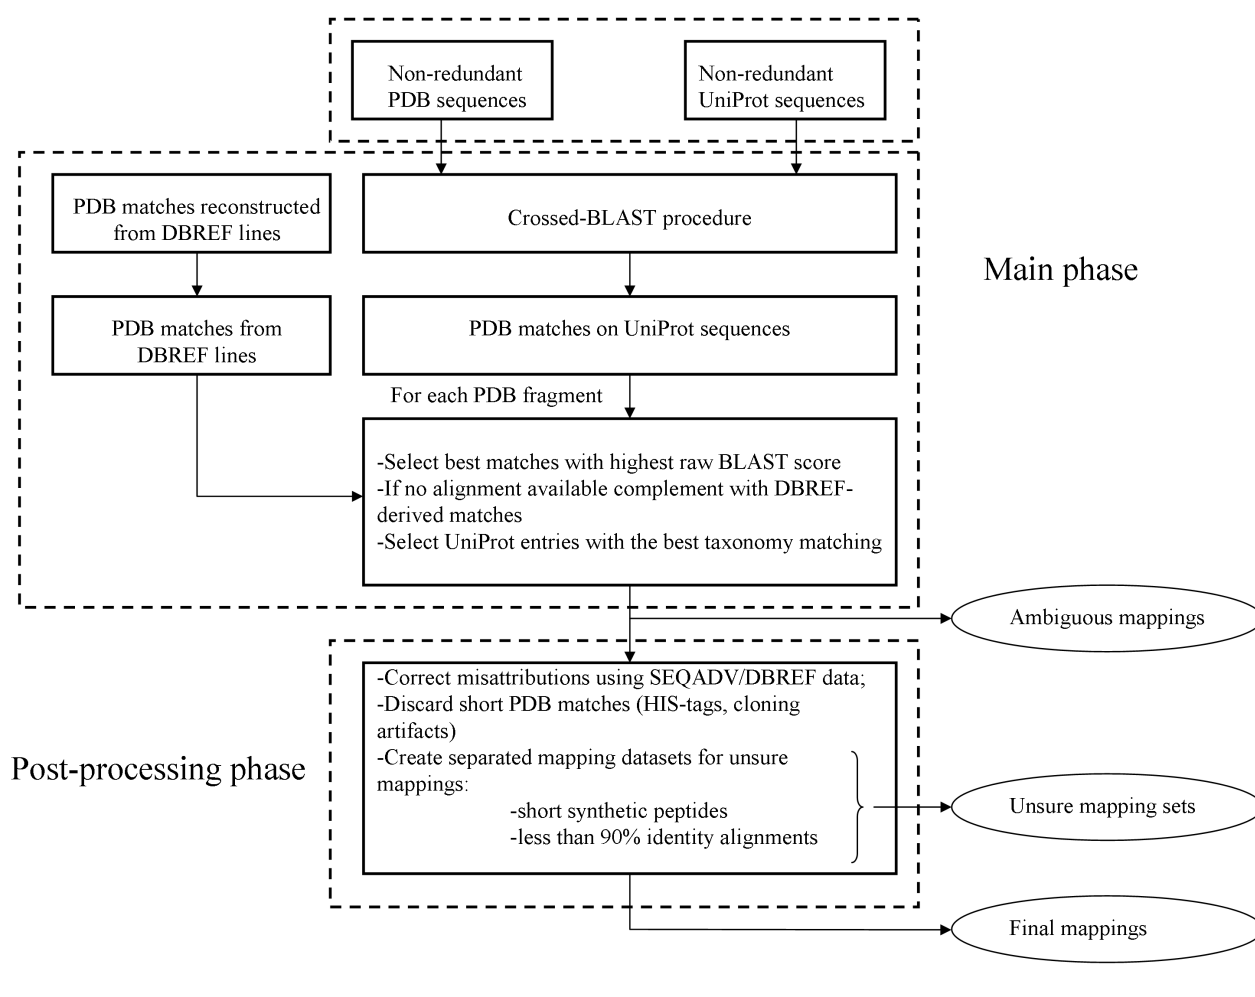 Non-redundant
PDB sequences
Non-redundant
UniProt sequences
PDB matches reconstructed
from DBREF lines
Crossed-BLAST procedure
Main phase
PDB matches from
DBREF lines
PDB matches on UniProt sequences
For each PDB fragment
-Select best matches with highest raw BLAST score
-If no alignment available complement with DBREF-
derived matches
-Select UniProt entries with the best taxonomy matching
Ambiguous mappings
Post-processing phase
-Correct misattributions using SEQADV/DBREF data;
-Discard short PDB matches (HIS-tags, cloning
artifacts)
-Create separated mapping datasets for unsure
mappings:
-short synthetic peptides
-less than 90% identity alignments
Unsure mapping sets
Final mappings